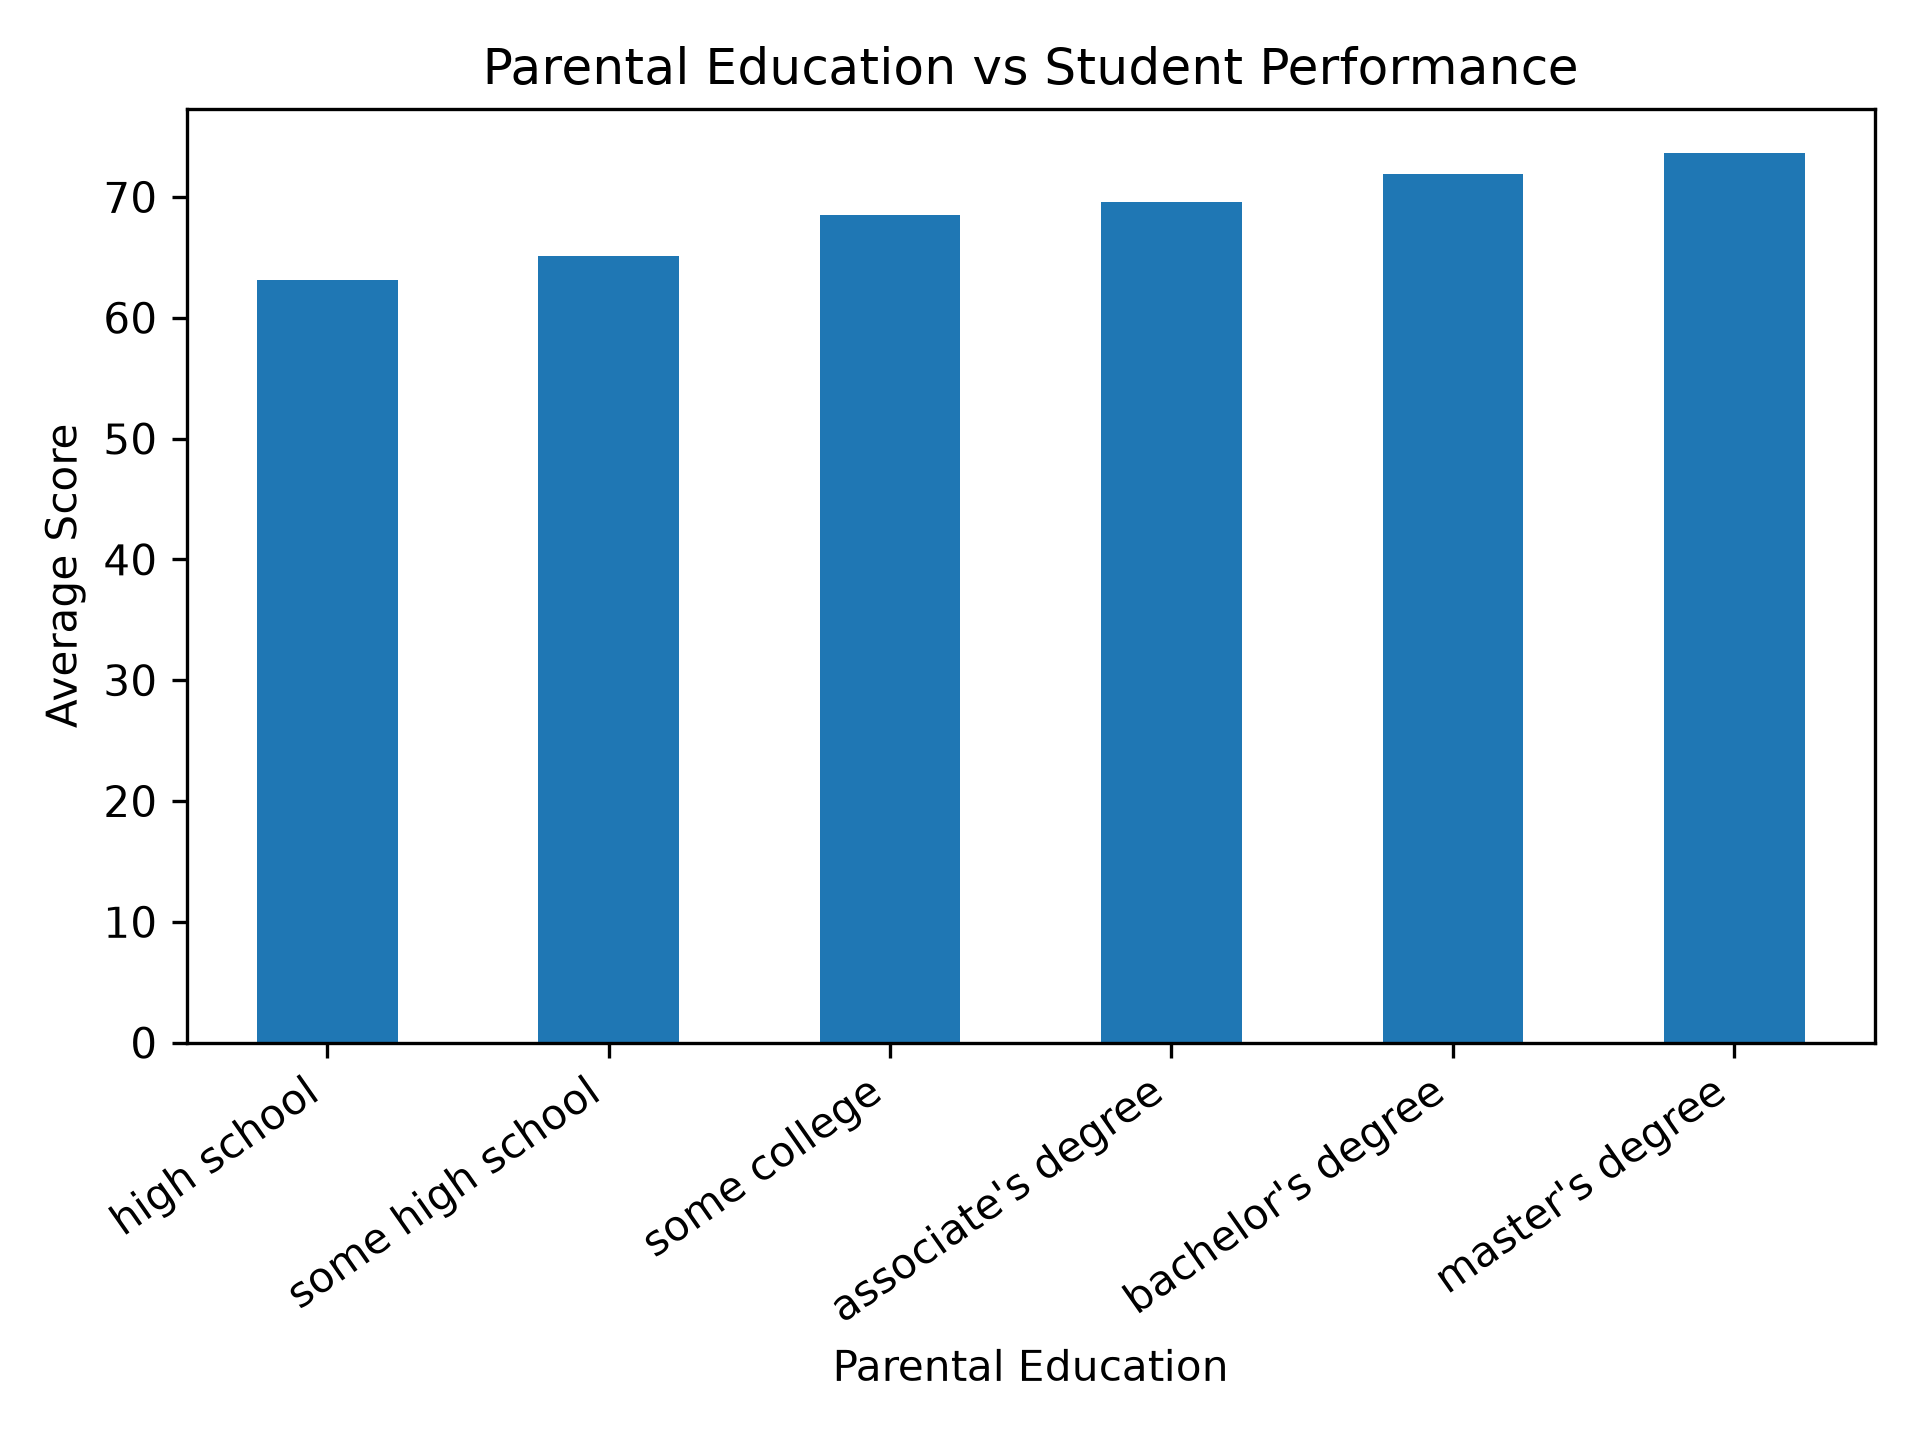 Parental Education vs Student Performance
Average Score
70
60
50
40
30
20
10
0
high school
some high school
some college
associate's degree
bachelor's degree
master's degree
Parental Education